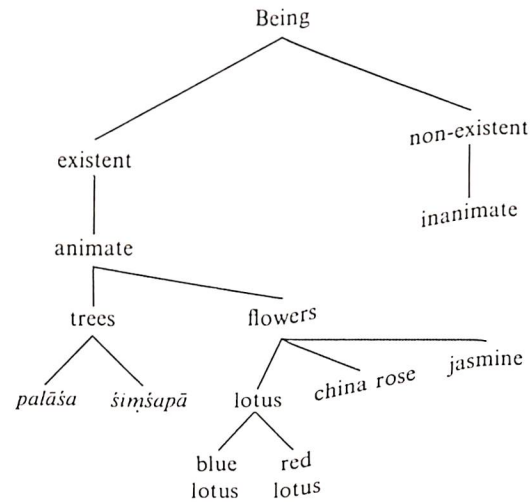 Being
existent
non-existent
animate
inanimate
trees
flowers
palāśa
śiṃśapā
lotus
china rose
jasmine
blue
lotus
red
lotus